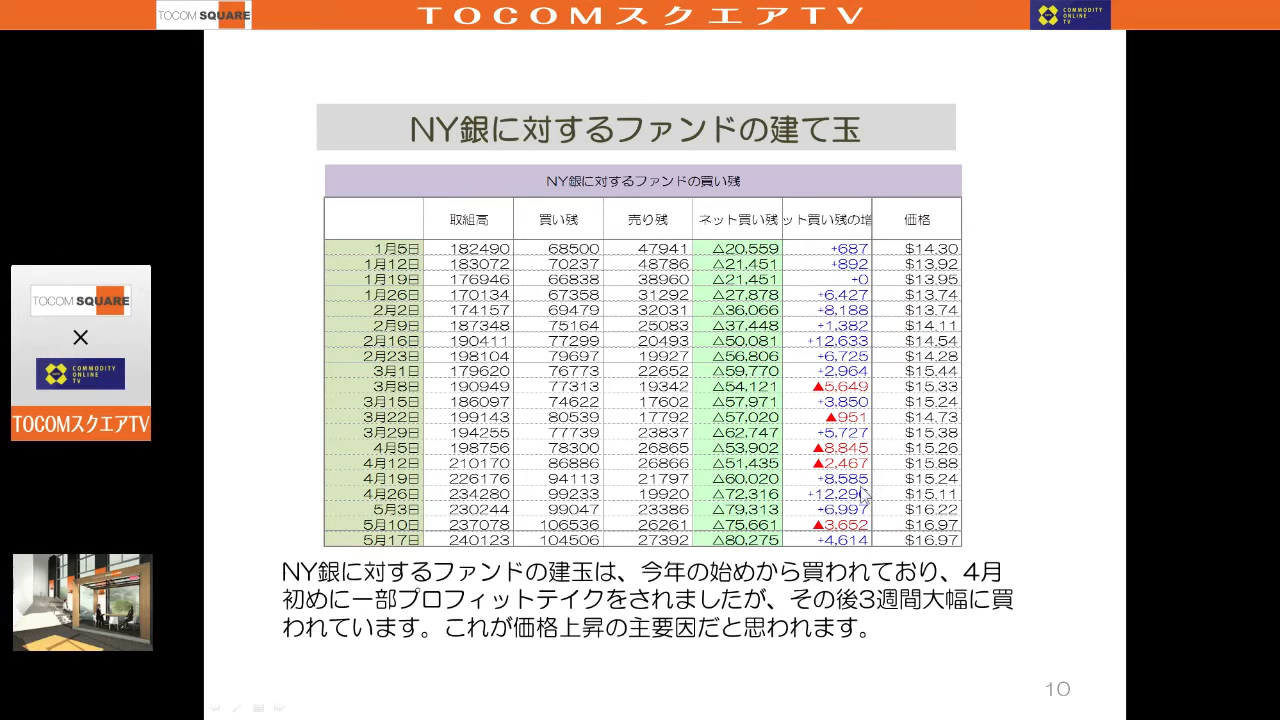 TOCOM SQUARE
TOCOMスクエアTV
COMMODITY
ONLINE
TV
NY銀に対するファンドの建て玉
NY銀に対するファンドの買い残
取組高 買い残 売り残 ネット買い残 ット買い残の増 価格
1月5日 182490 68500 47941 △20,559 +687 $14.30
1月12日 183072 70237 48786 △21,451 +892 $13.92
1月19日 176946 66838 38960 △21,451 +0 $13.95
1月26日 170134 67358 31292 △27,878 +6,427 $13.74
2月2日 174157 69479 32031 △36,066 +8,188 $13.74
2月9日 187348 75164 25083 △37,448 +1,382 $14.11
2月16日 190411 77299 20493 △50,081 +12,633 $14.54
2月23日 198104 79697 19927 △56,806 +6,725 $14.28
3月1日 179620 76773 22652 △59,770 +2,964 $15.44
3月8日 190949 77313 19342 △54,121 ▲5,649 $15.33
3月15日 186097 74622 17602 △57,971 +3,850 $15.24
3月22日 199143 80539 17792 △57,020 ▲951 $14.73
3月29日 194255 77739 23837 △62,747 +5,727 $15.38
4月5日 198756 78300 26865 △53,902 ▲8,845 $15.26
4月12日 210170 86886 26866 △51,435 ▲2,467 $15.88
4月19日 226176 94113 21797 △60,020 +8,585 $15.24
4月26日 234280 99233 19920 △72,316 +12,296 $15.11
5月3日 230244 99047 23386 △79,313 +6,997 $16.22
5月10日 237078 106536 26261 △75,661 ▲3,652 $16.97
5月17日 240123 104506 27392 △80,275 +4,614 $16.97
NY銀に対するファンドの建玉は、今年の始めから買われており、4月
初めに一部プロフィットテイクをされましたが、その後3週間大幅に買
われています。これが価格上昇の主要因だと思われます。
10
TOCOM SQUARE
×
COMMODITY
ONLINE
TV
TOCOMスクエアTV